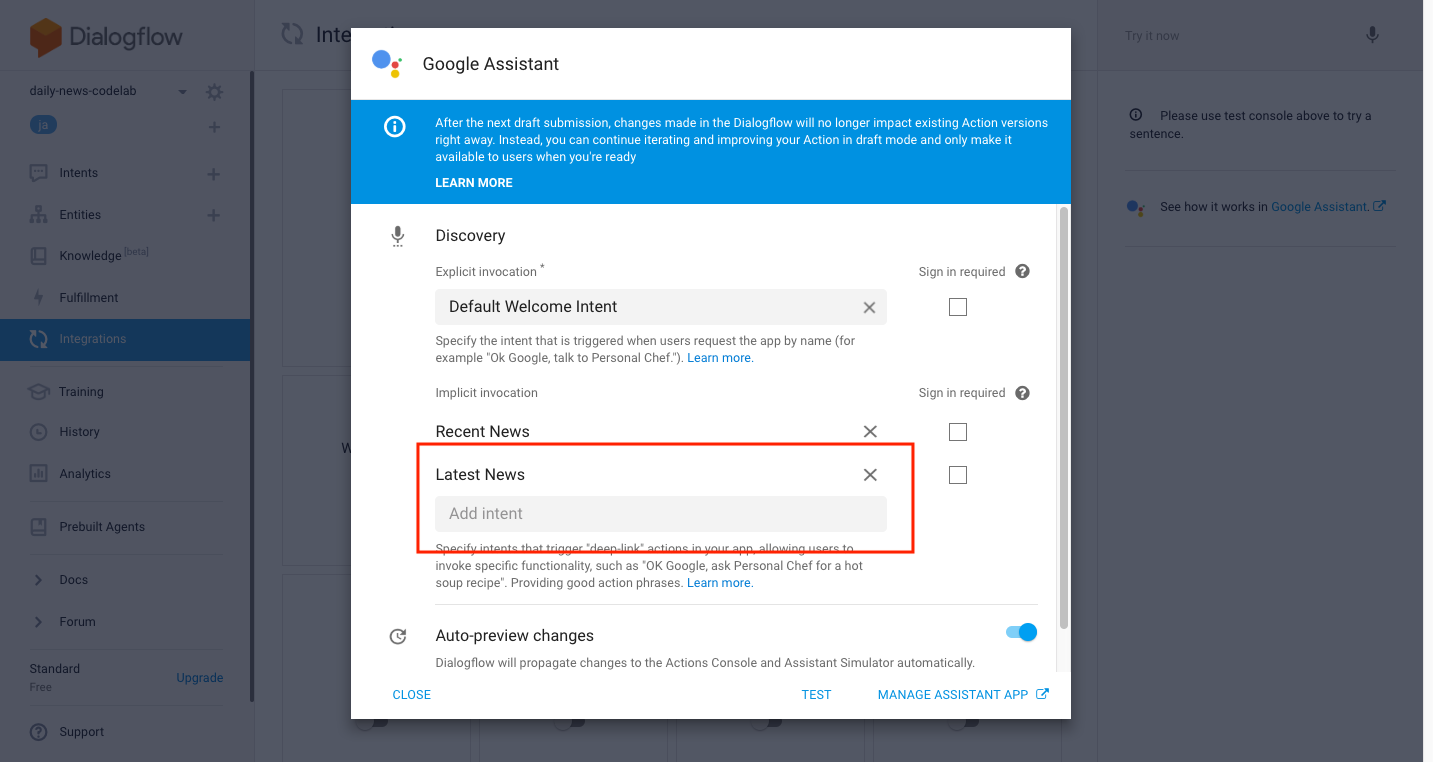 Dialogflow
Inte
Try it now
daily-news-codelab
ja
Intents
Entities
Knowledge [beta]
Fulfillment
Integrations
Training
History
Analytics
Prebuilt Agents
Docs
Forum
Standard
Free
Upgrade
Support
W
Google Assistant
After the next draft submission, changes made in the Dialogflow will no longer impact existing Action versions
right away. Instead, you can continue iterating and improving your Action in draft mode and only make it
available to users when you're ready
LEARN MORE
Discovery
Explicit invocation *
Sign in required
Default Welcome Intent
Specify the intent that is triggered when users request the app by name (for
example "Ok Google, talk to Personal Chef."). Learn more.
Implicit invocation
Sign in required
Recent News
Latest News
Add intent
Specify intents that trigger "deep-link" actions in your app, allowing users to
invoke specific functionality, such as "OK Google, ask Personal Chef for a hot
soup recipe". Providing good action phrases. Learn more.
Auto-preview changes
Dialogflow will propagate changes to the Actions Console and Assistant Simulator automatically.
CLOSE
TEST
MANAGE ASSISTANT APP
Please use test console above to try a
sentence.
See how it works in Google Assistant.